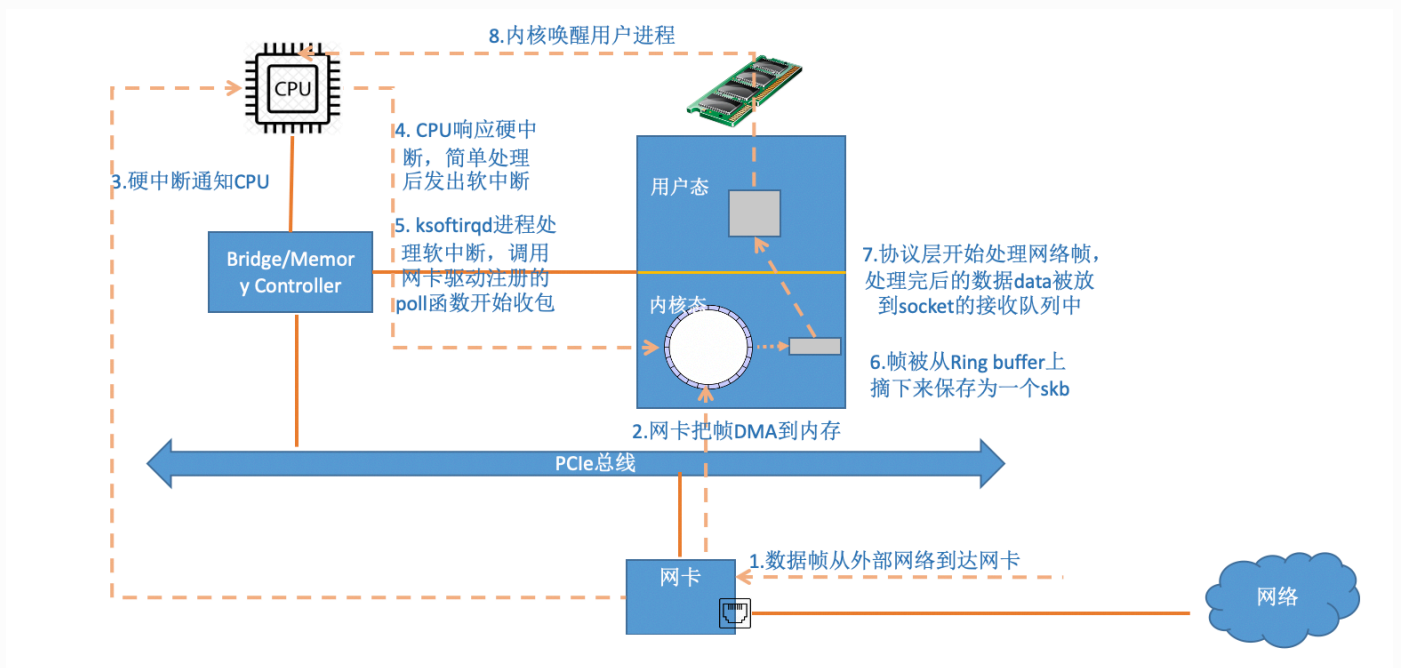 8.内核唤醒用户进程
CPU
4. CPU响应硬中
断，简单处理
后发出软中断
3.硬中断通知CPU
用户态
5. ksoftirqd进程处
理软中断，调用
网卡驱动注册的
poll函数开始收包
Bridge/Memor
y Controller
7.协议层开始处理网络帧，
处理完后的数据data被放
到socket的接收队列中
内核态
6.帧被从Ring buffer上
摘下来保存为一个skb
2.网卡把帧DMA到内存
PCIe总线
1.数据帧从外部网络到达网卡
网卡
网络